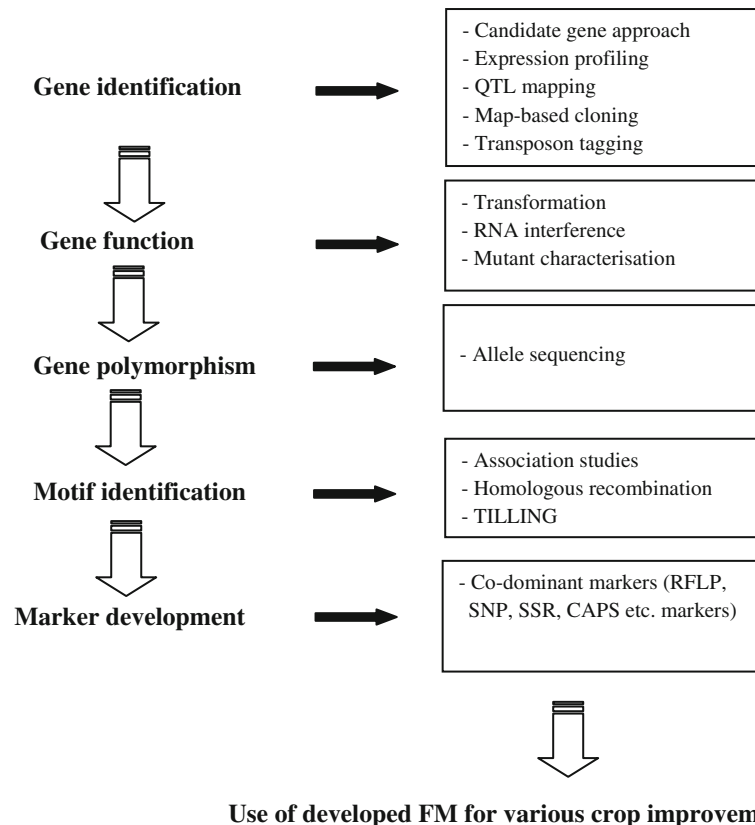 Gene identification
- Candidate gene approach
- Expression profiling
- QTL mapping
- Map-based cloning
- Transposon tagging
Gene function
- Transformation
- RNA interference
- Mutant characterisation
Gene polymorphism
- Allele sequencing
Motif identification
- Association studies
- Homologous recombination
- TILLING
Marker development
- Co-dominant markers (RFLP,
SNP, SSR, CAPS etc. markers)
Use of developed FM for various crop improvem